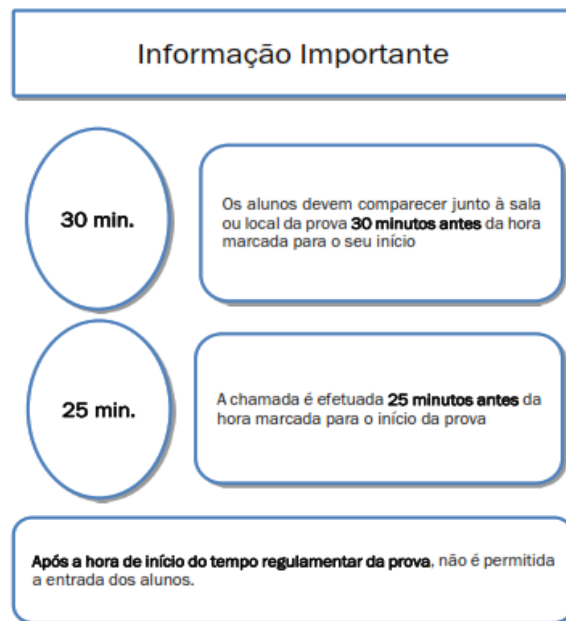 Informação Importante
30 min.
Os alunos devem comparecer junto à sala
ou local da prova 30 minutos antes da hora
marcada para o seu início
25 min.
A chamada é efetuada 25 minutos antes da
hora marcada para o início da prova
Após a hora de início do tempo regulamentar da prova, não é permitida
a entrada dos alunos.